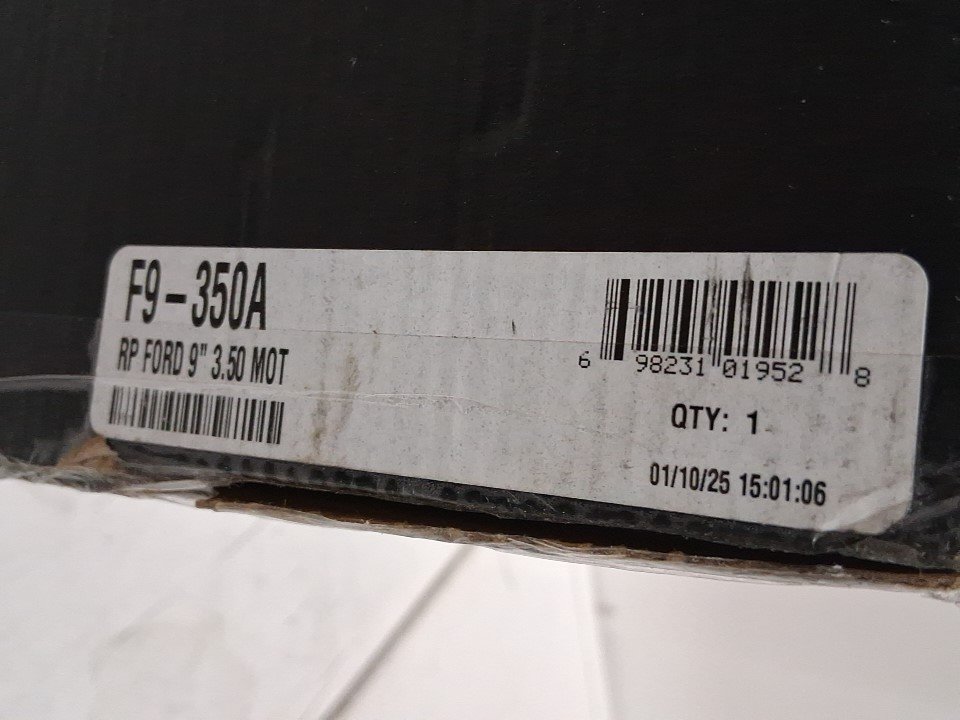 F9-350A
RP FORD 9" 3.50 MOT
6 98231 01952 8
QTY: 1
01/10/25 15:01:06